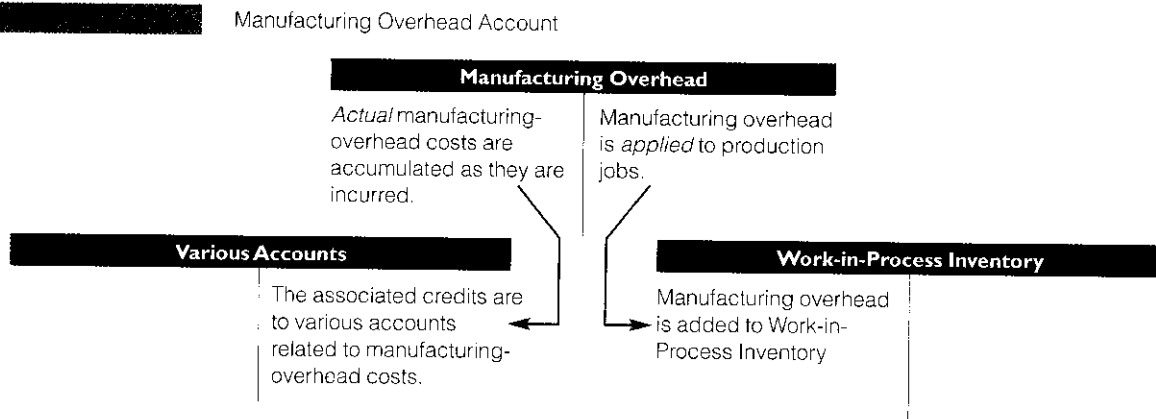 Manufacturing Overhead Account
Manufacturing Overhead
Actual manufacturing-
overhead costs are
accumulated as they are
incurred.
Manufacturing overhead
is applied to production
jobs.
Various Accounts
The associated credits are
to various accounts
related to manufacturing-
overhead costs.
Work-in-Process Inventory
Manufacturing overhead
is added to Work-in-
Process Inventory